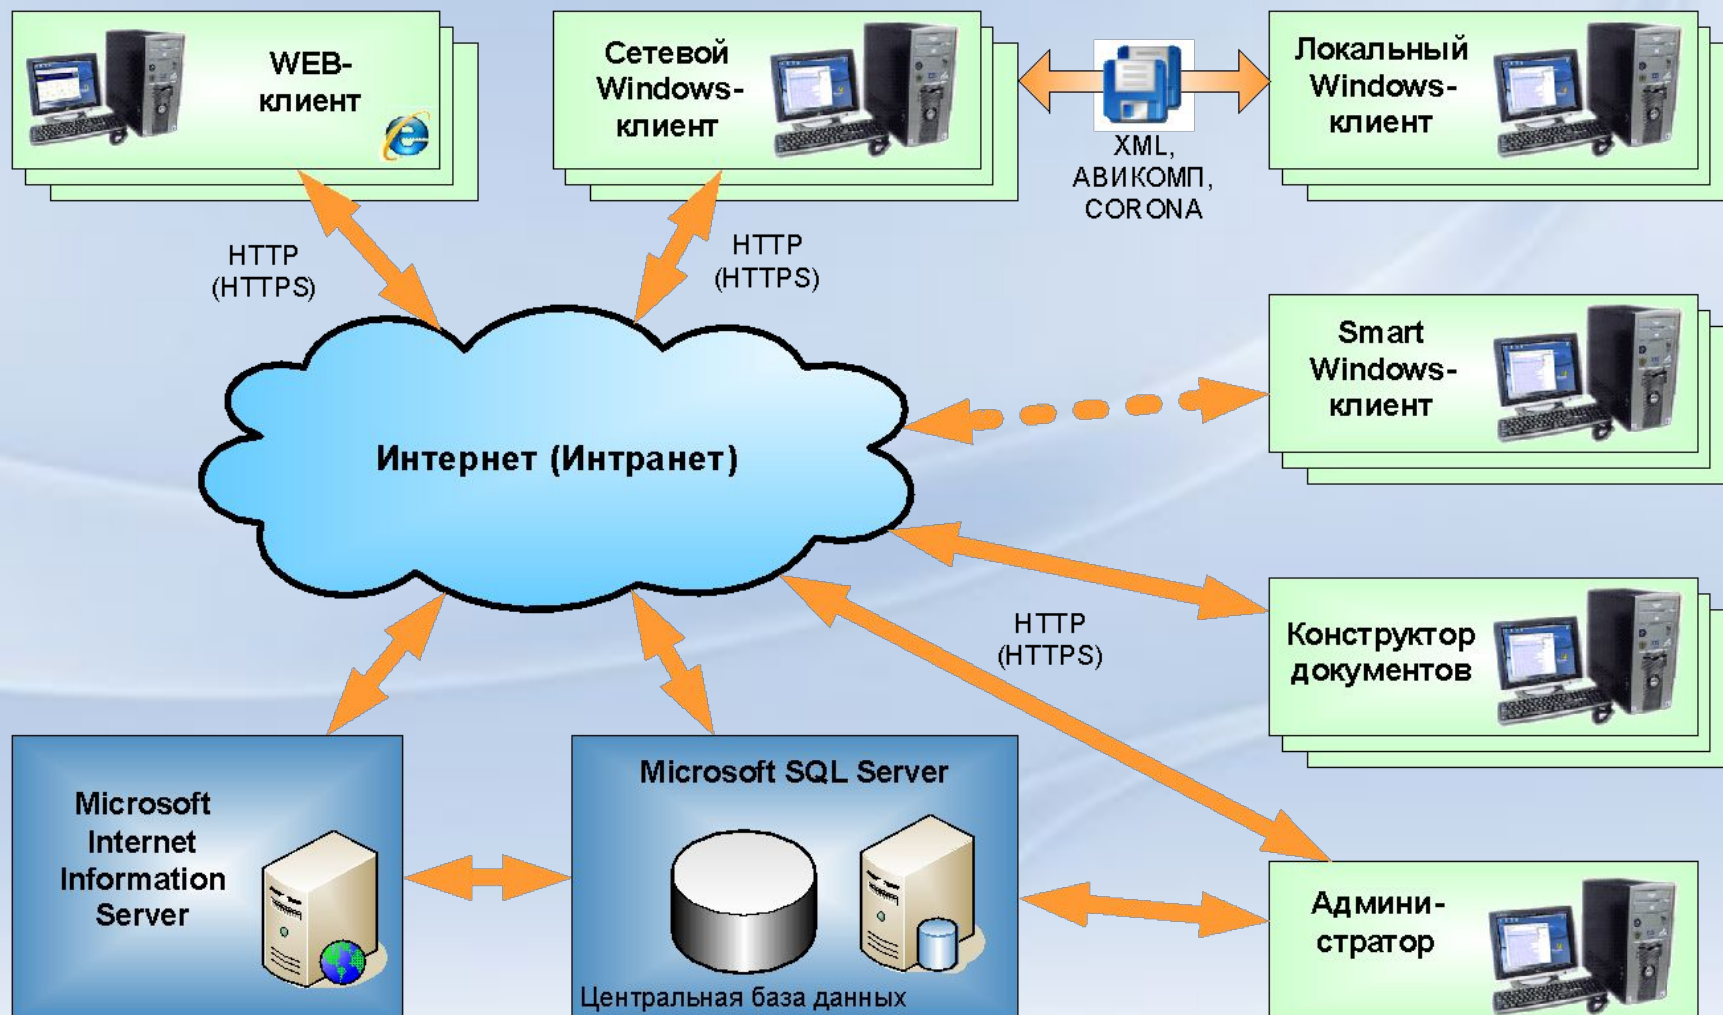 WEB-
клиент
Сетевой
Windows-
клиент
XML,
АВИКОМП,
CORONA
Локальный
Windows-
клиент
HTTP
(HTTPS)
HTTP
(HTTPS)
Smart
Windows-
клиент
Интернет (Интранет)
HTTP
(HTTPS)
Конструктор
документов
Microsoft
Internet
Information
Server
Microsoft SQL Server
Центральная база данных
Админи-
стратор